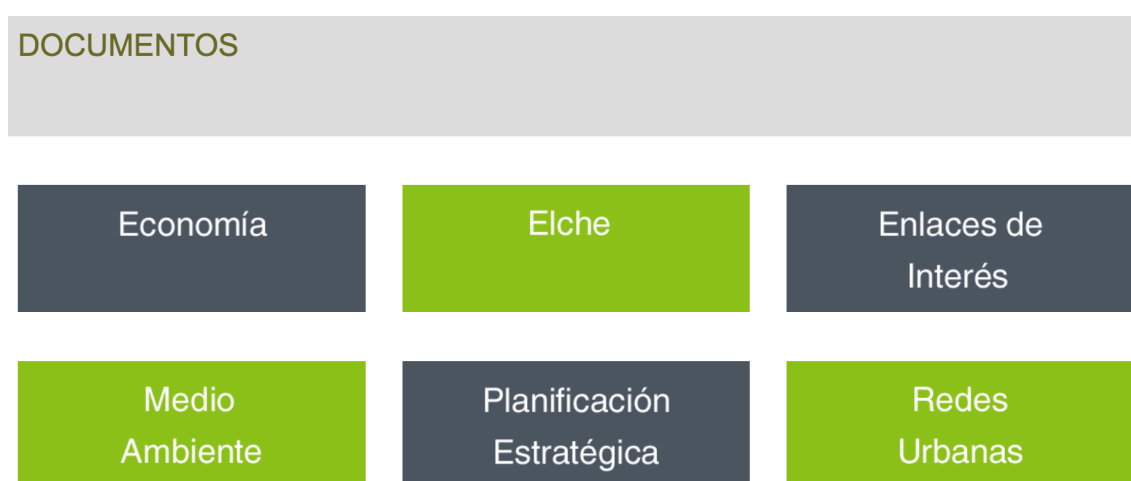 DOCUMENTOS
Economía
Elche
Enlaces de
Interés
Medio
Ambiente
Planificación
Estratégica
Redes
Urbanas